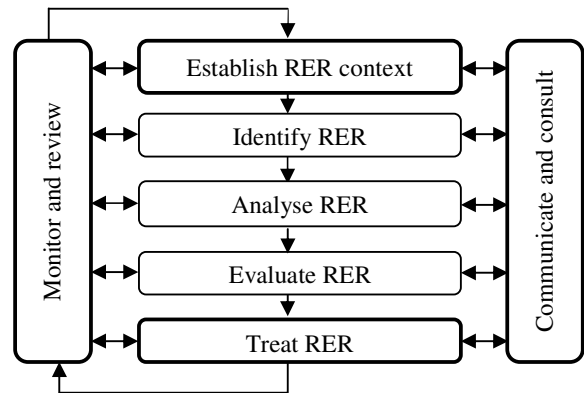 Establish RER context
Identify RER
Analyse RER
Evaluate RER
Treat RER
Monitor and review
Communicate and consult